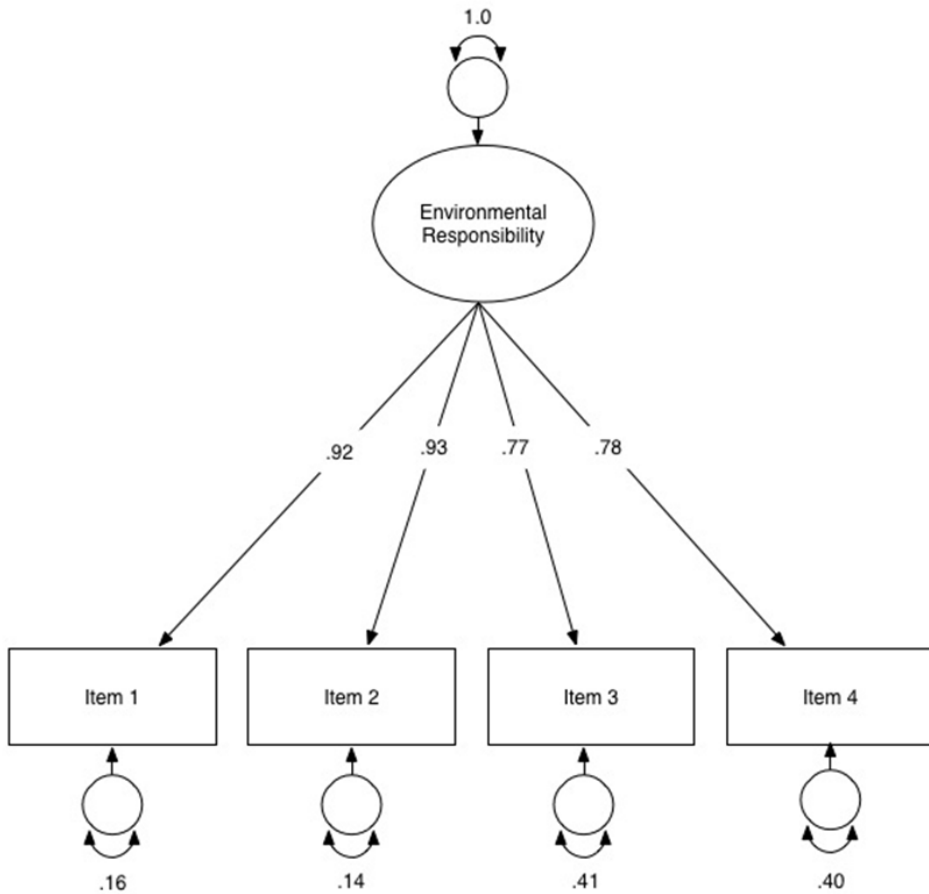 1.0
Environmental
Responsibility
.92
.93
.77
.78
Item 1
Item 2
Item 3
Item 4
.16
.14
.41
.40